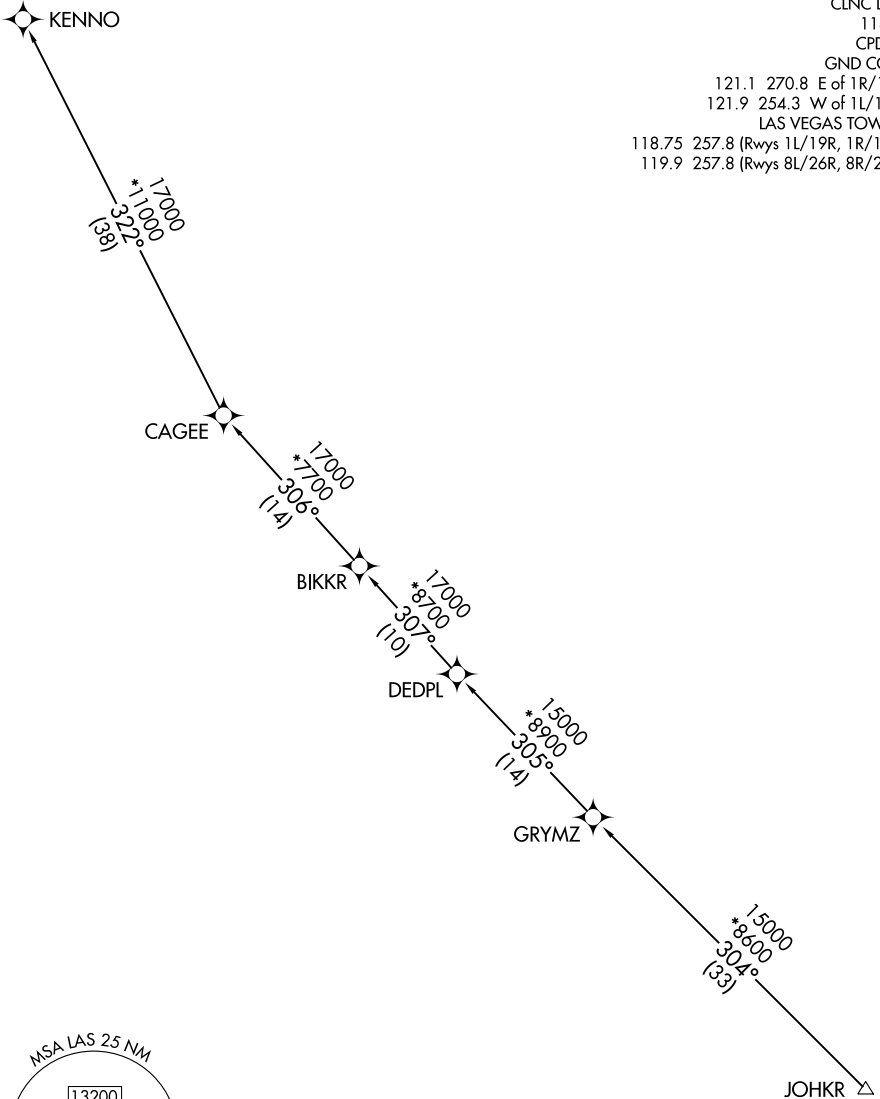 KENNO
CLNC
11
CPD
GND CO
121.1 270.8 E of 1R/
121.9 254.3 W of 1L/1
LAS VEGAS TOW
118.75 257.8 (Rwys 1L/19R, 1R/1
119.9 257.8 (Rwys 8L/26R, 8R/2
17000
*11000
322°
(38)
CAGEE
17000
*7700
306°
(14)
BIKKR
17000
*8700
307°
(10)
DEDPL
15000
*8900
305°
(14)
GRYMZ
15000
*8600
304°
(33)
JOHKR
MSA LAS 25 NM
13200